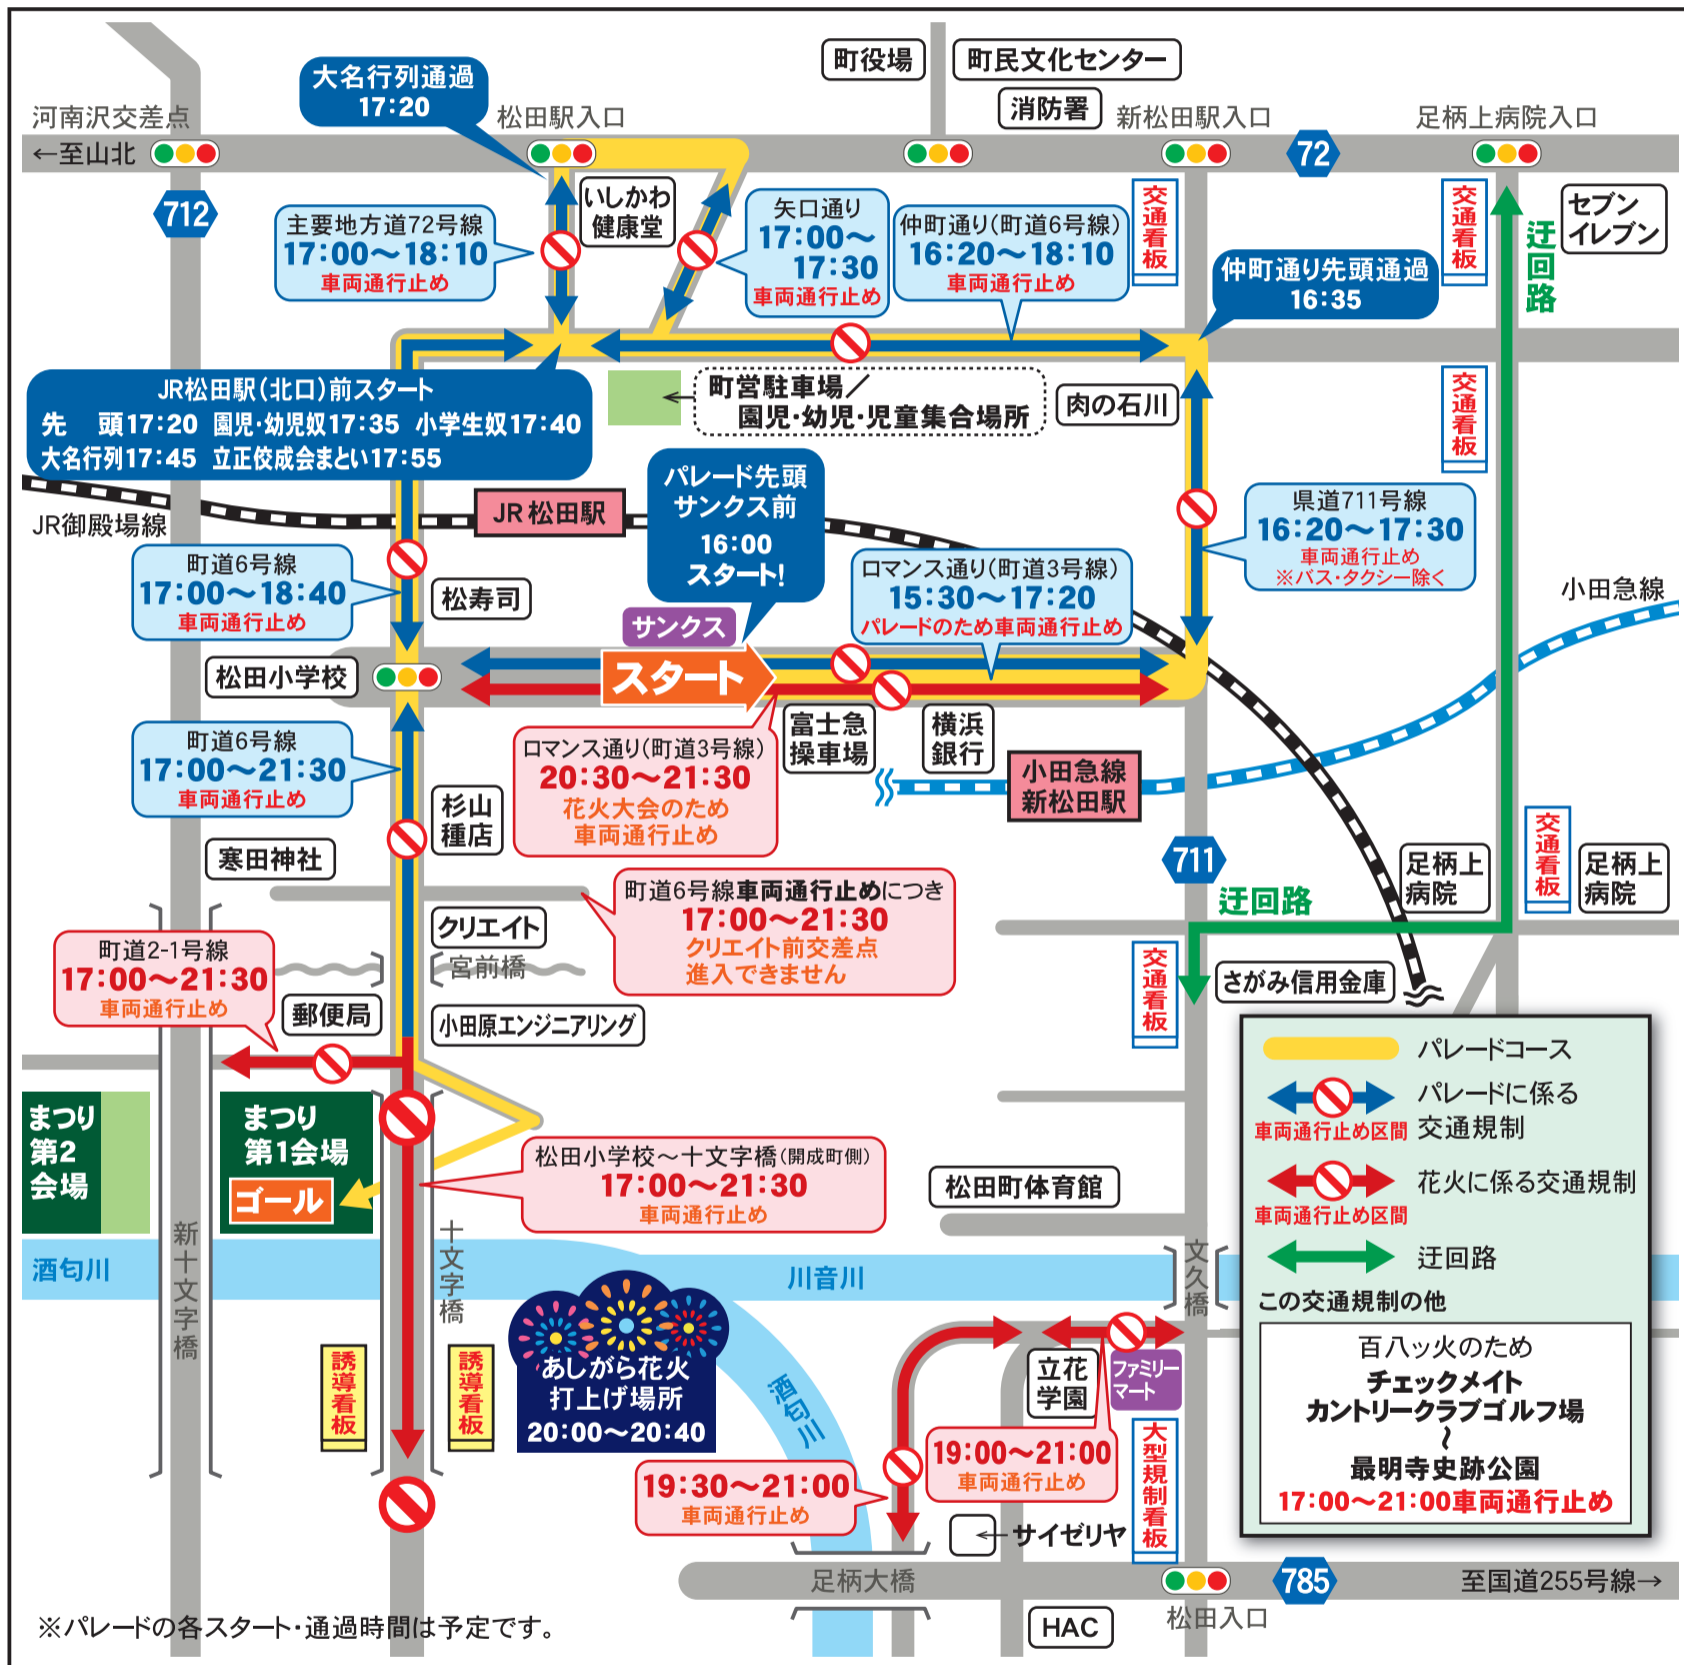 町役場
町民文化センター
消防署
大名行列通過
17:20
河南沢交差点
松田駅入口
新松田駅入口
足柄上病院入口
←至山北
72
712
いしかわ
健康堂
主要地方道72号線
17:00〜18:10
車両通行止め
矢口通り
17:00〜
17:30
車両通行止め
仲町通り(町道6号線)
16:20〜18:10
車両通行止め
交通看板
交通看板
迂回路
セブン
イレブン
仲町通り先頭通過
16:35
JR松田駅(北口)前スタート
先　頭17:20 園児・幼児奴17:35 小学生奴17:40
大名行列17:45 立正佼成会まとい17:55
←
町営駐車場／
園児・幼児・児童集合場所
肉の石川
交通看板
JR御殿場線
JR松田駅
パレード先頭
サンクス前
16:00
スタート!
県道711号線
16:20〜17:30
車両通行止め
※バス・タクシー除く
町道6号線
17:00〜18:40
車両通行止め
松寿司
サンクス
ロマンス通り(町道3号線)
15:30〜17:20
パレードのため車両通行止め
小田急線
松田小学校
スタート
町道6号線
17:00〜21:30
車両通行止め
ロマンス通り(町道3号線)
20:30〜21:30
花火大会のため
車両通行止め
富士急
操車場
横浜
銀行
小田急線
新松田駅
杉山
種店
寒田神社
711
足柄上
病院
交通看板
足柄上
病院
町道6号線車両通行止めにつき
17:00〜21:30
クリエイト前交差点
進入できません
迂回路
クリエイト
宮前橋
町道2-1号線
17:00〜21:30
車両通行止め
郵便局
小田原エンジニアリング
交通看板
さがみ信用金庫
パレードコース
車両通行止め区間
パレードに係る
交通規制
車両通行止め区間
花火に係る交通規制
迂回路
この交通規制の他
百八ッ火のため
チェックメイト
カントリークラブゴルフ場
〜
最明寺史跡公園
17:00〜21:00車両通行止め
まつり
第2
会場
まつり
第1会場
ゴール
松田小学校〜十文字橋(開成町側)
17:00〜21:30
車両通行止め
松田町体育館
新十文字橋
十文字橋
文久橋
酒匂川
川音川
誘導看板
誘導看板
あしがら花火
打上げ場所
20:00〜20:40
酒匂川
立花
学園
ファミリー
マート
19:00〜21:00
車両通行止め
大型規制看板
19:30〜21:00
車両通行止め
←サイゼリヤ
足柄大橋
785
至国道255号線→
松田入口
HAC
※パレードの各スタート・通過時間は予定です。